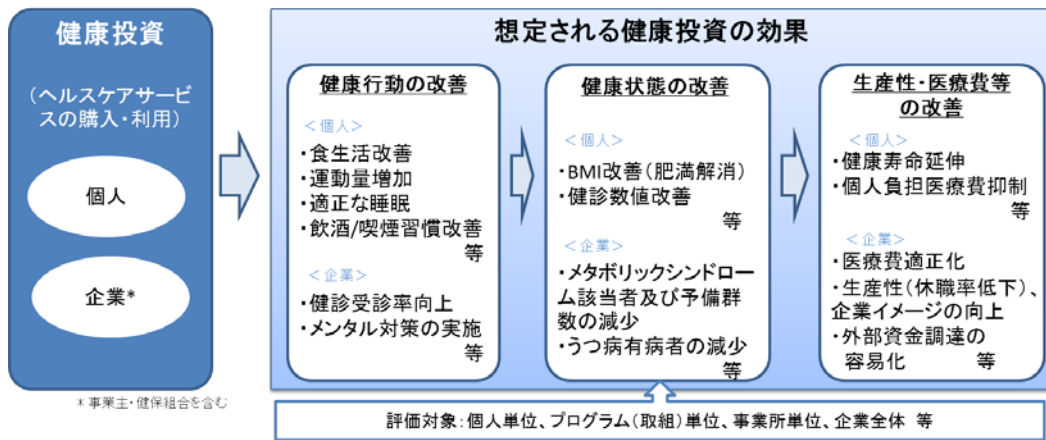 健康投資
（ヘルスケアサービ
スの購入・利用）
個人
企業*
*事業主・健保組合を含む
想定される健康投資の効果
健康行動の改善
＜個人＞
・食生活改善
・運動量増加
・適正な睡眠
・飲酒/喫煙習慣改善
等
＜企業＞
・健診受診率向上
・メンタル対策の実施
等
健康状態の改善
＜個人＞
・BMI改善（肥満解消）
・健診数値改善
等
＜企業＞
・メタボリックシンドロー
ム該当者及び予備群
数の減少
・うつ病有病者の減少
等
生産性・医療費等
の改善
＜個人＞
・健康寿命延伸
・個人負担医療費抑制
等
＜企業＞
・医療費適正化
・生産性（休職率低下）、
企業イメージの向上
・外部資金調達の
容易化 等
評価対象：個人単位、プログラム（取組）単位、事業所単位、企業全体 等